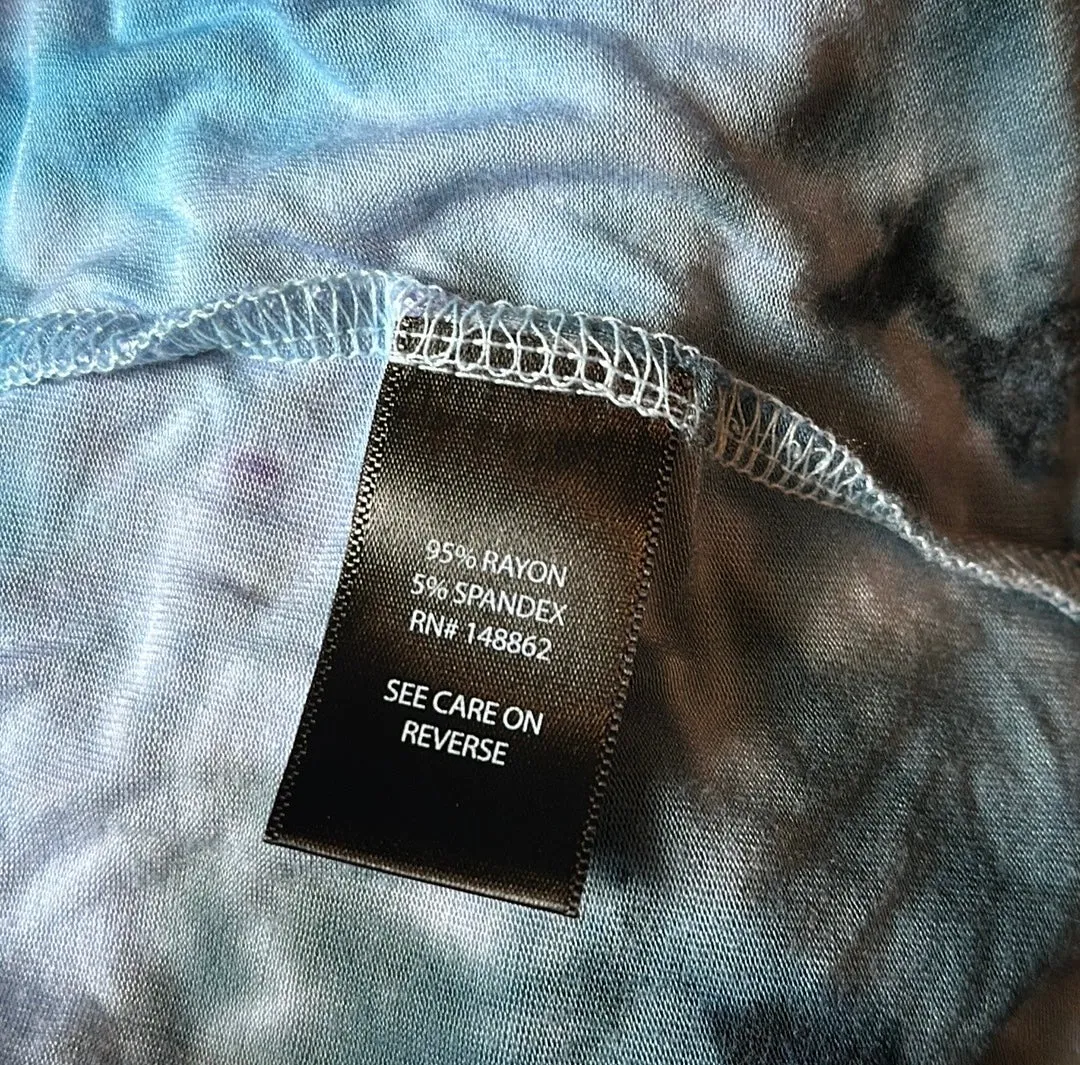 95% RAYON
5% SPANDEX
RN# 148862
SEE CARE ON
REVERSE